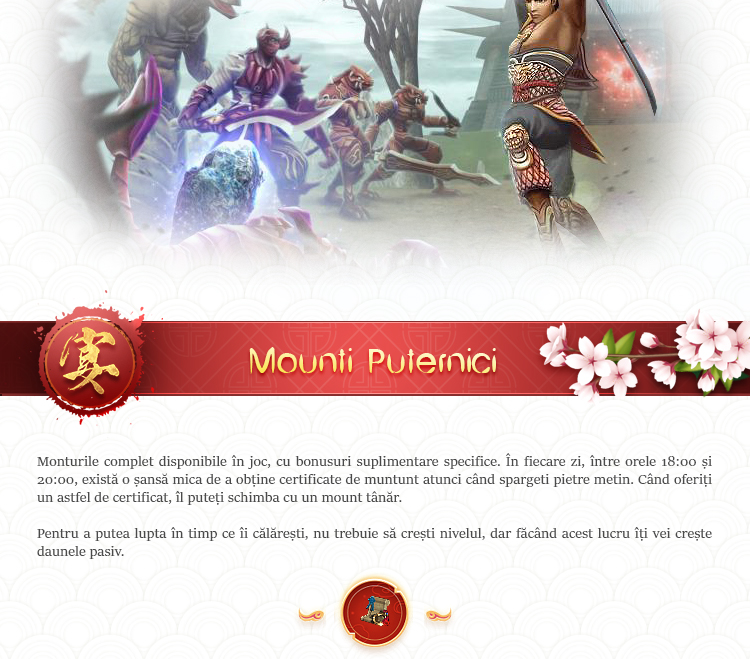 宴
Mounti Puternici
Monturile complet disponibile în joc, cu bonusuri suplimentare specifice. În fiecare zi, între orele 18:00 și
20:00, există o șansă mica de a obține certificate de muntunt atunci când spargeti pietre metin. Când oferiți
un astfel de certificat, îl puteți schimba cu un mount tânăr.
Pentru a putea lupta în timp ce îi călărești, nu trebuie să crești nivelul, dar făcând acest lucru îți vei crește
daunele pasiv.